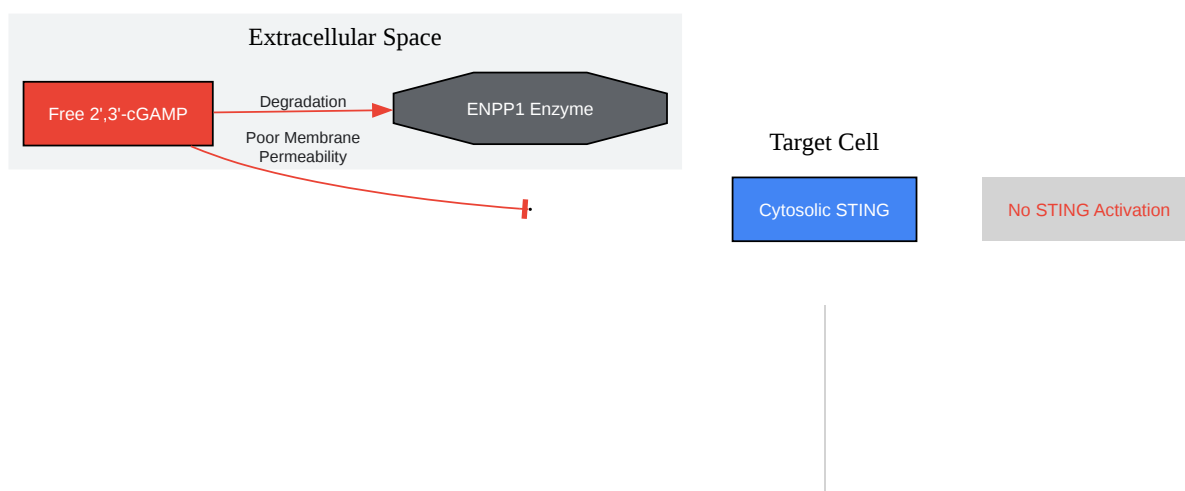 Extracellular Space
Free 2',3'-cGAMP
Degradation
ENPP1 Enzyme
Poor Membrane
Permeability
Target Cell
Cytosolic STING
No STING Activation